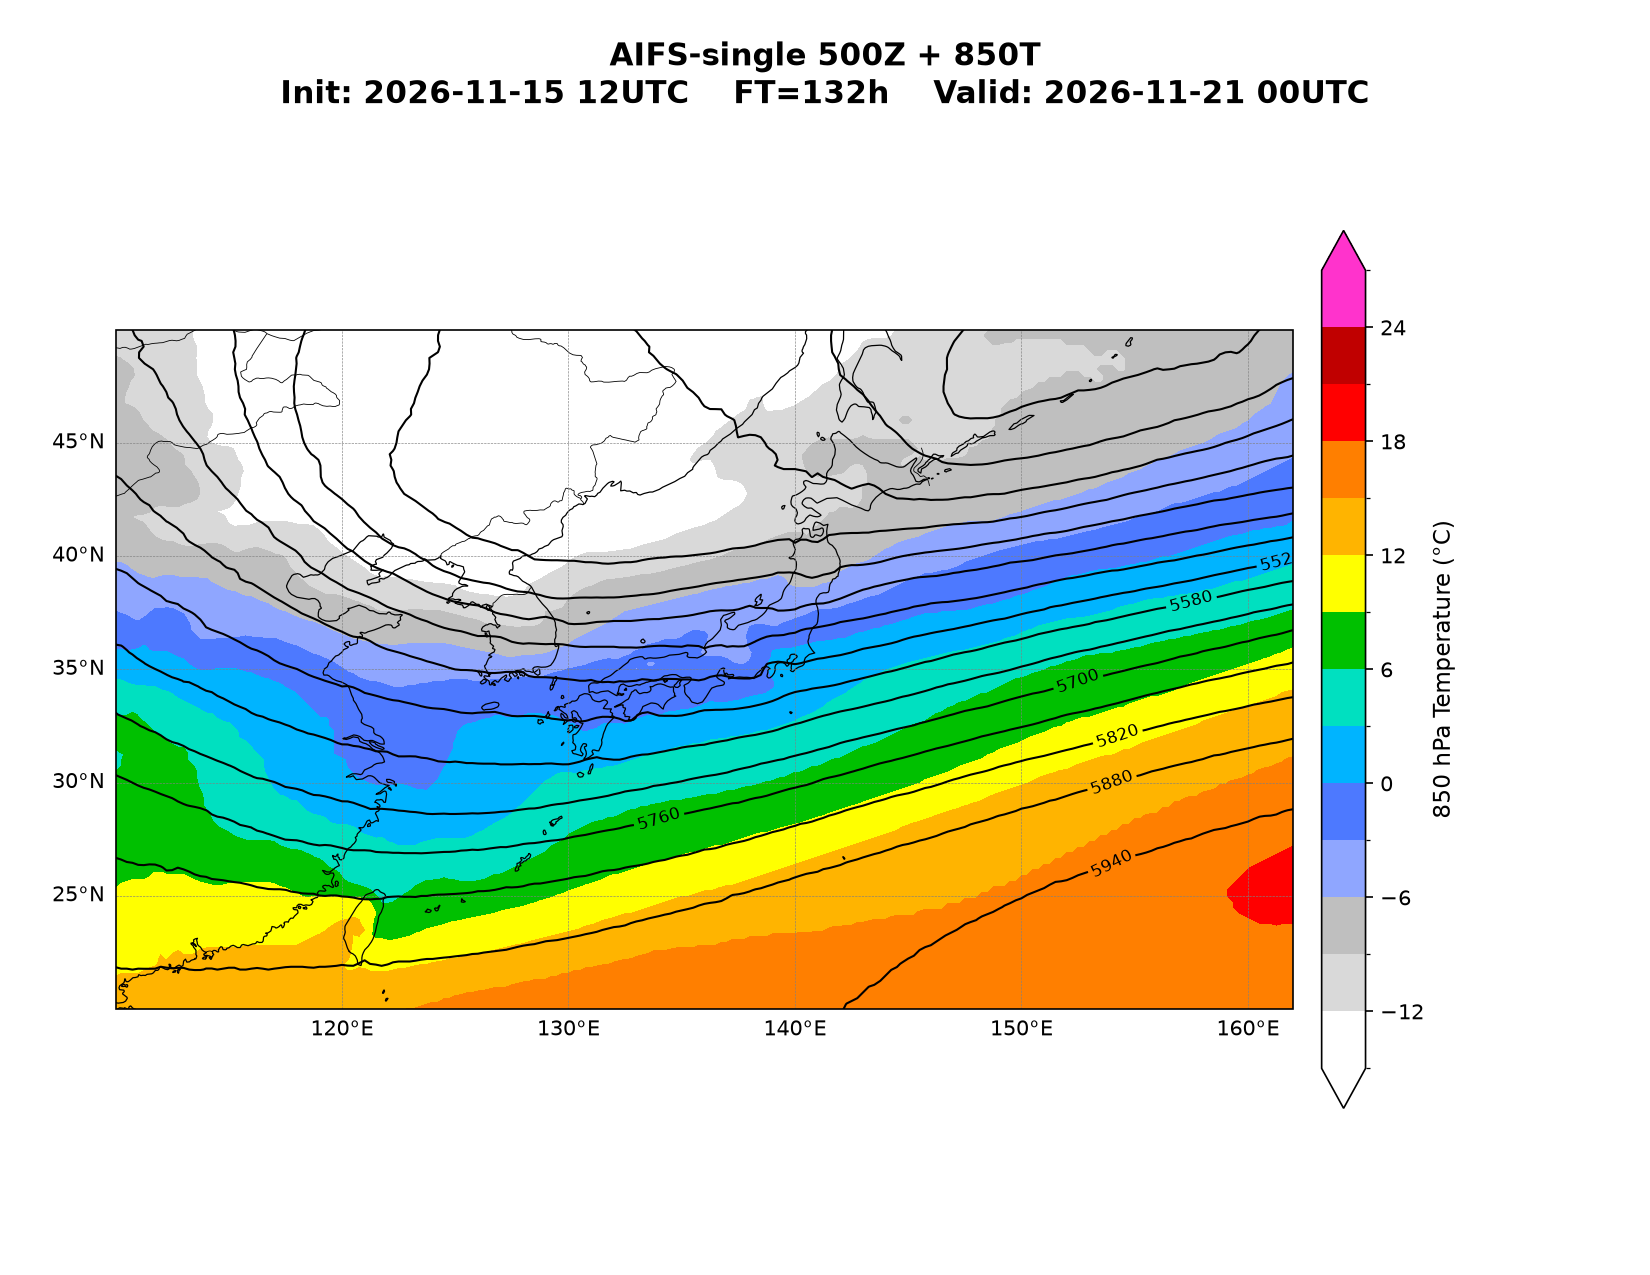 AIFS-single 500Z + 850T
Init: 2026-11-15 12UTC    FT=132h    Valid: 2026-11-21 00UTC
45°N
40°N
35°N
30°N
25°N
120°E
130°E
140°E
150°E
160°E
552
5580
5700
5820
5880
5760
5940
24
18
12
6
0
−6
−12
850 hPa Temperature (°C)